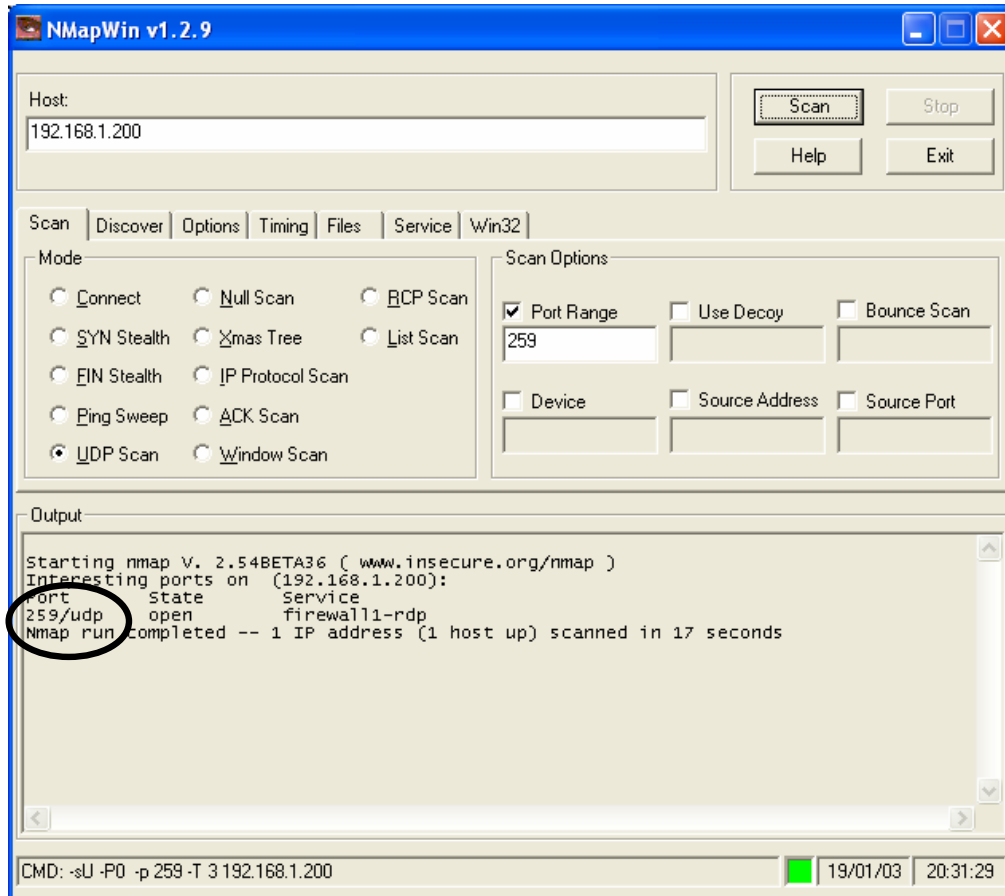 NMapWin v1.2.9
Host:
192.168.1.200
Scan Stop
Help Exit
Scan Discover Options Timing Files Service Win32
Mode
Connect Null Scan RCP Scan
SYN Stealth Xmas Tree List Scan
FIN Stealth IP Protocol Scan
Ping Sweep ACK Scan
UDP Scan Window Scan
Scan Options
Port Range Use Decoy Bounce Scan
259
Device Source Address Source Port
Output
Starting nmap V. 2.54BETA36 ( www.insecure.org/nmap )
Interesting ports on (192.168.1.200):
Port State Service
259/udp open firewall1-rdp
Nmap run completed -- 1 IP address (1 host up) scanned in 17 seconds
CMD: -sU -P0 -p 259 -T 3 192.168.1.200 19/01/03 20:31:29